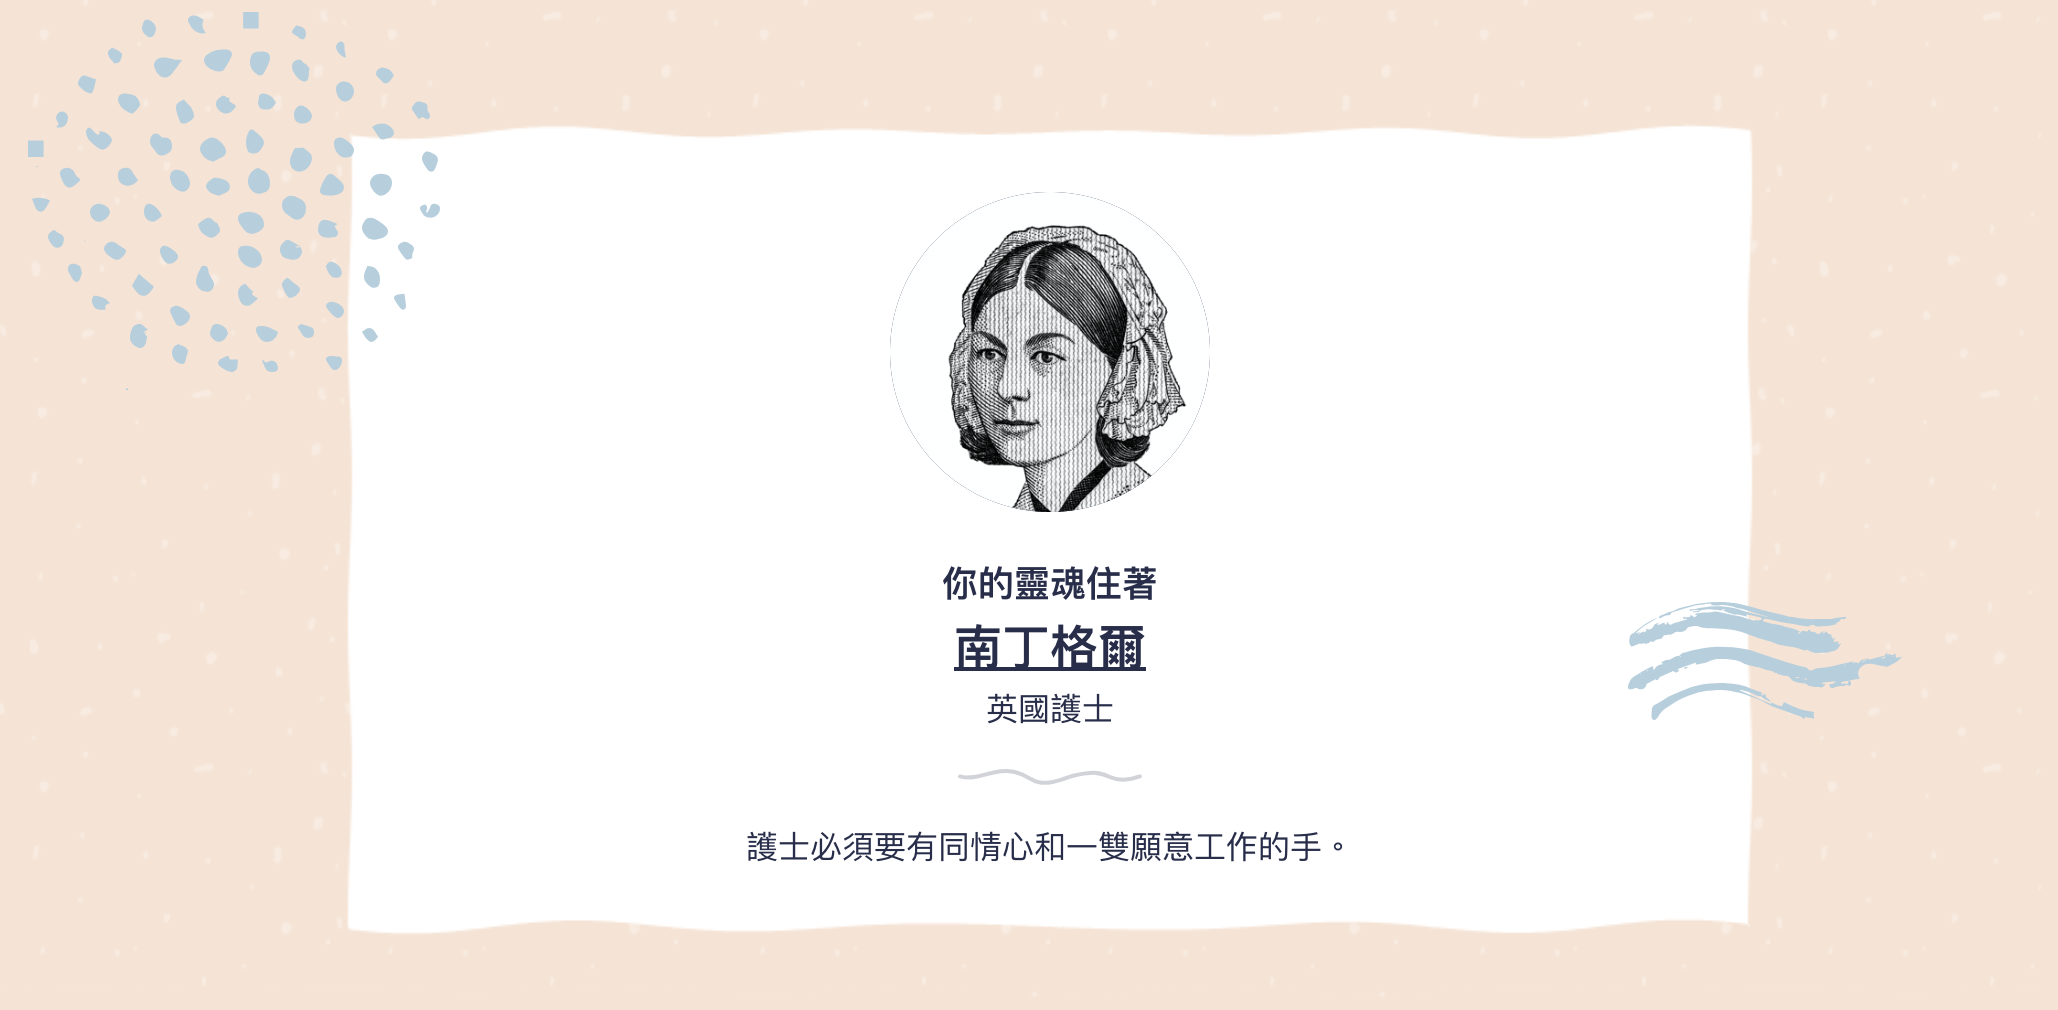 你的靈魂住著
南丁格爾
英國護士
護士必須要有同情心和一雙願意工作的手。